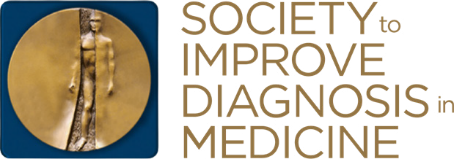 SOCIETY to
IMPROVE
DIAGNOSIS in
MEDICINE